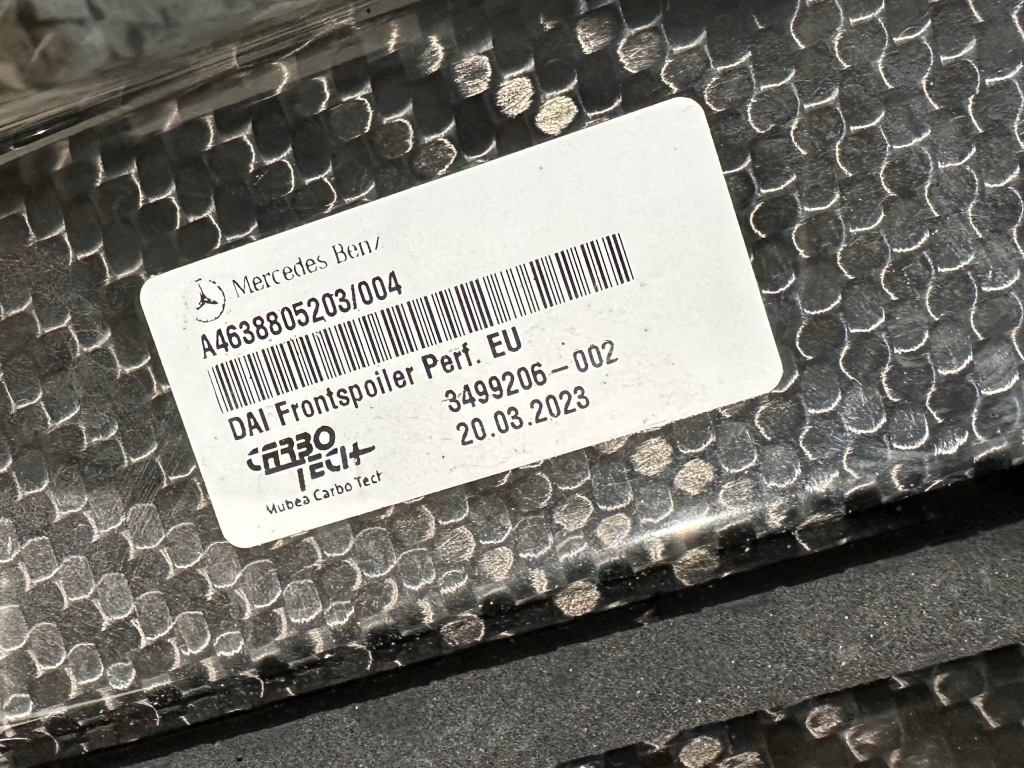 Mercedes Benz
A4638805203/004
DAI Frontspoiler Perf. EU
3499206-002
20.03.2023
CARBO
TECH
Mubea Carbo Tech